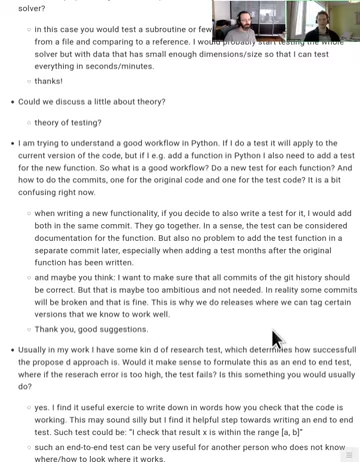 solver?
in this case you would test a subroutine or few
from a file and comparing to a reference. I would probably start testing the whole
solver but with data that has small enough dimensions/size so that I can test
everything in seconds/minutes.
thanks!
Could we discuss a little about theory?
theory of testing?
I am trying to understand a good workflow in Python. If I do a test it will apply to the
current version of the code, but if I e.g. add a function in Python I also need to add a test
for the new function. So what is a good workflow? Do a new test for each function? And
how to do the commits, one for the original code and one for the test code? It is a bit
confusing right now.
when writing a new functionality, if you decide to also write a test for it, I would add
both in the same commit. They go together. In a sense, the test can be considered
documentation for the function. But also no problem to add the test function in a
separate commit later, especially when adding a test months after the original
function has been written.
and maybe you think: I want to make sure that all commits of the git history should
be correct. But that is maybe too ambitious and not needed. In reality some commits
will be broken and that is fine. This is why we do releases where we can tag certain
versions that we know to work well.
Thank you, good suggestions.
Usually in my work I have some kin d of research test, which determines how successfull
the propose d approach is. Would it make sense to formulate this as an end to end test,
where if the reserach error is too high, the test fails? Is this something you would usually
do?
yes. I find it useful exercie to write down in words how you check that the code is
working. This may sound silly but I find it helpful step towards writing an end to end
test. Such test could be: "I check that result x is within the range [a, b]"
such an end-to-end test can be very useful for another person who does not know
where/how to look where it works.